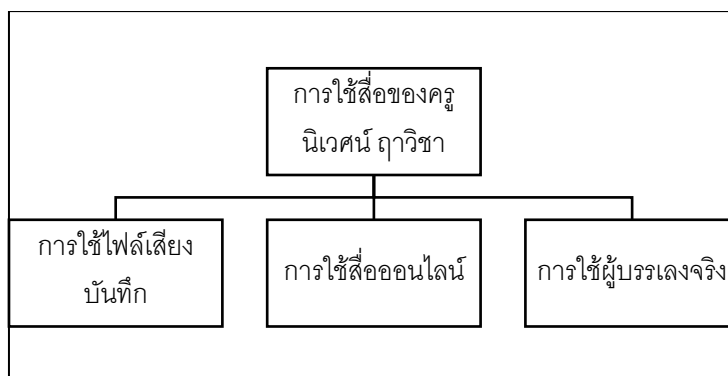 การใช้สื่อของครู
นิเวศน์ ฤาวิชา
การใช้ไฟล์เสียง
บันทึก
การใช้สื่อออนไลน์
การใช้ผู้บรรเลงจริง